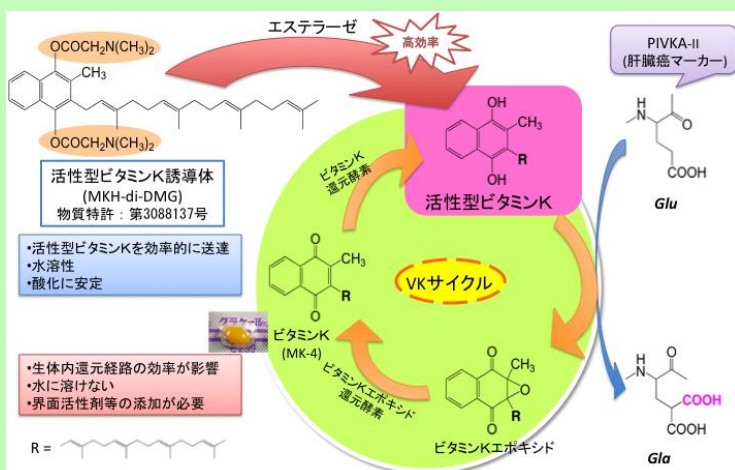 エステラーゼ
高効率
PIVKA-II
(肝臓癌マーカー)
OCOCH₂N(CH₃)₂
CH₃
OCOCH₂N(CH₃)₂
活性型ビタミンK誘導体
(MKH-di-DMG)
物質特許:第3088137号
•活性型ビタミンKを効率的に送達
•水溶性
•酸化に安定
OH
CH₃
R
OH
活性型ビタミンK
ビタミンK
還元酵素
N
H
O
COOH
Glu
O
CH₃
R
O
ビタミンK
(MK-4)
VKサイクル
ビタミンKエポキシド
還元酵素
O
CH₃
O
R
O
ビタミンKエポキシド
H
N
O
COOH
COOH
Gla
•生体内還元経路の効率が影響
•水に溶けない
•界面活性剤等の添加が必要
R =